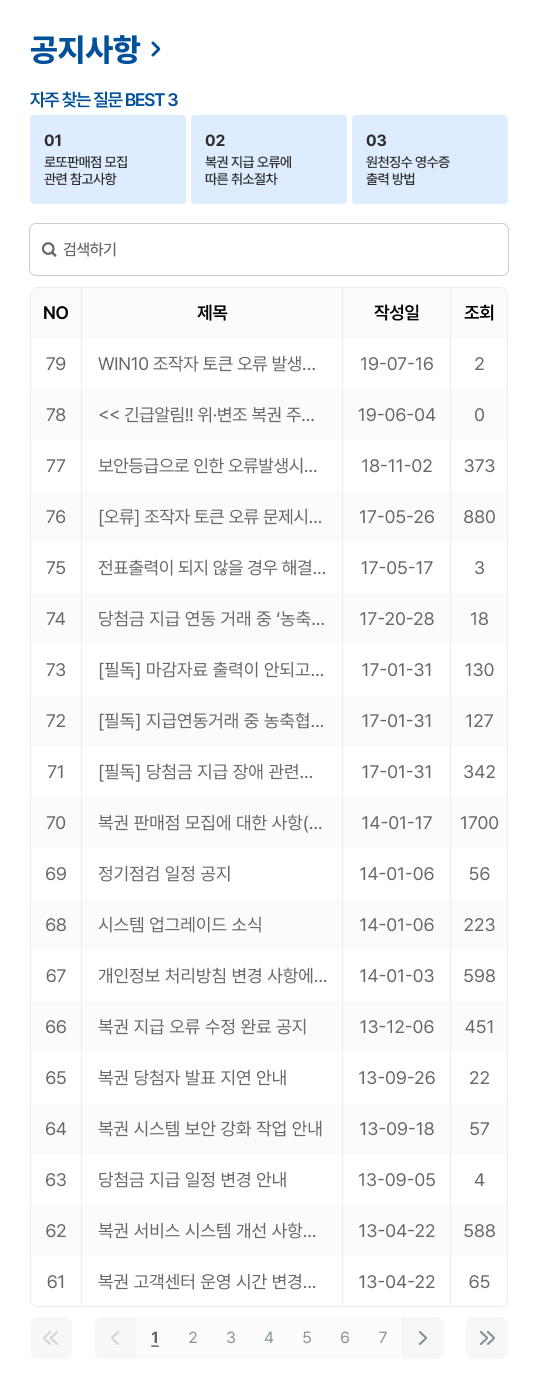 공지사항 >
자주 찾는 질문 BEST 3
01
로또판매점 모집
관련 참고사항
02
복권 지급 오류에
따른 취소절차
03
원천징수 영수증
출력 방법
검색하기
NO 제목 작성일 조회
79 WIN10 조작자 토큰 오류 발생... 19-07-16 2
78 << 긴급알림!! 위·변조 복권 주... 19-06-04 0
77 보안등급으로 인한 오류발생시... 18-11-02 373
76 [오류] 조작자 토큰 오류 문제시... 17-05-26 880
75 전표출력이 되지 않을 경우 해결... 17-05-17 3
74 당첨금 지급 연동 거래 중 ‘농축... 17-20-28 18
73 [필독] 마감자료 출력이 안되고... 17-01-31 130
72 [필독] 지급연동거래 중 농축협... 17-01-31 127
71 [필독] 당첨금 지급 장애 관련... 17-01-31 342
70 복권 판매점 모집에 대한 사항(... 14-01-17 1700
69 정기점검 일정 공지 14-01-06 56
68 시스템 업그레이드 소식 14-01-06 223
67 개인정보 처리방침 변경 사항에... 14-01-03 598
66 복권 지급 오류 수정 완료 공지 13-12-06 451
65 복권 당첨자 발표 지연 안내 13-09-26 22
64 복권 시스템 보안 강화 작업 안내 13-09-18 57
63 당첨금 지급 일정 변경 안내 13-09-05 4
62 복권 서비스 시스템 개선 사항... 13-04-22 588
61 복권 고객센터 운영 시간 변경... 13-04-22 65
1 2 3 4 5 6 7